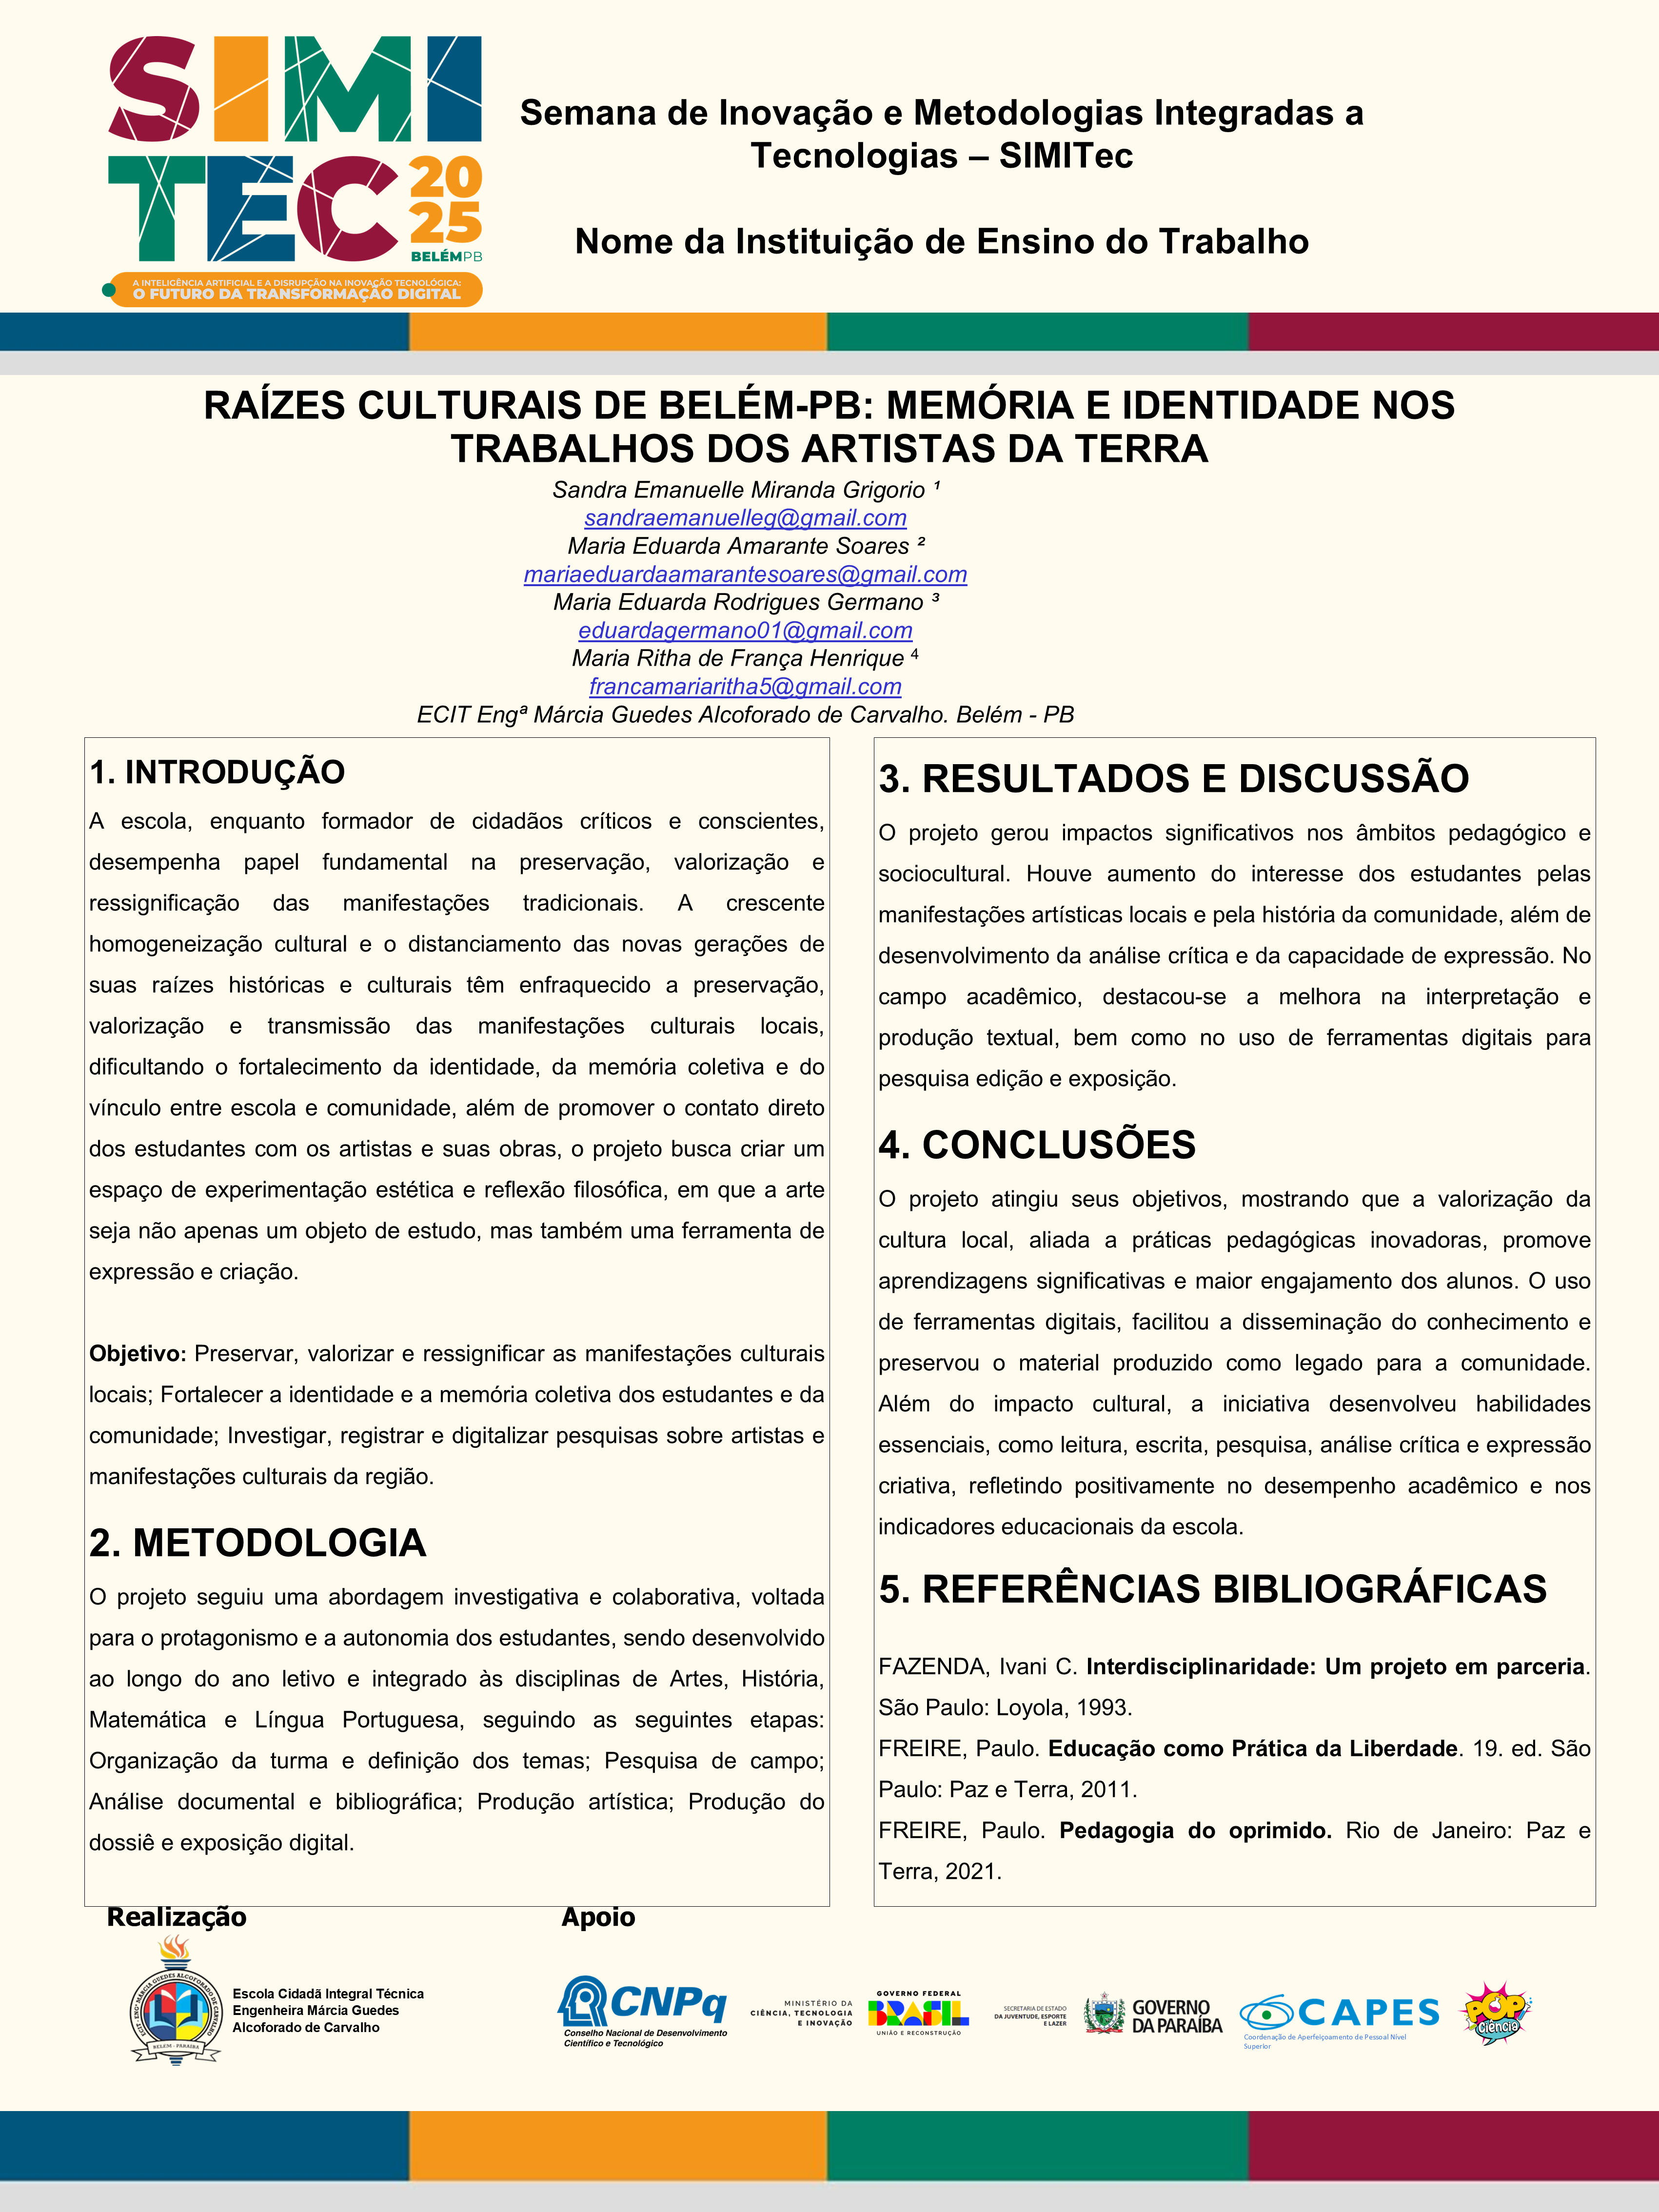 SIMI
TEC
20
25
BELÉMPB
A INTELIGÊNCIA ARTIFICIAL E A DISRUPÇÃO NA INOVAÇÃO TECNOLÓGICA:
O FUTURO DA TRANSFORMAÇÃO DIGITAL
Semana de Inovação e Metodologias Integradas a
Tecnologias – SIMITec
Nome da Instituição de Ensino do Trabalho
RAÍZES CULTURAIS DE BELÉM-PB: MEMÓRIA E IDENTIDADE NOS
TRABALHOS DOS ARTISTAS DA TERRA
Sandra Emanuelle Miranda Grigorio ¹
sandraemanuelleg@gmail.com
Maria Eduarda Amarante Soares ²
mariaeduardaamarantesoares@gmail.com
Maria Eduarda Rodrigues Germano ³
eduardagermano01@gmail.com
Maria Ritha de França Henrique ⁴
francamariaritha5@gmail.com
ECIT Engª Márcia Guedes Alcoforado de Carvalho. Belém - PB
1. INTRODUÇÃO
A escola, enquanto formador de cidadãos críticos e conscientes,
desempenha papel fundamental na preservação, valorização e
ressignificação das manifestações tradicionais. A crescente
homogeneização cultural e o distanciamento das novas gerações de
suas raízes históricas e culturais têm enfraquecido a preservação,
valorização e transmissão das manifestações culturais locais,
dificultando o fortalecimento da identidade, da memória coletiva e do
vínculo entre escola e comunidade, além de promover o contato direto
dos estudantes com os artistas e suas obras, o projeto busca criar um
espaço de experimentação estética e reflexão filosófica, em que a arte
seja não apenas um objeto de estudo, mas também uma ferramenta de
expressão e criação.
Objetivo: Preservar, valorizar e ressignificar as manifestações culturais
locais; Fortalecer a identidade e a memória coletiva dos estudantes e da
comunidade; Investigar, registrar e digitalizar pesquisas sobre artistas e
manifestações culturais da região.
2. METODOLOGIA
O projeto seguiu uma abordagem investigativa e colaborativa, voltada
para o protagonismo e a autonomia dos estudantes, sendo desenvolvido
ao longo do ano letivo e integrado às disciplinas de Artes, História,
Matemática e Língua Portuguesa, seguindo as seguintes etapas:
Organização da turma e definição dos temas; Pesquisa de campo;
Análise documental e bibliográfica; Produção artística; Produção do
dossiê e exposição digital.
3. RESULTADOS E DISCUSSÃO
O projeto gerou impactos significativos nos âmbitos pedagógico e
sociocultural. Houve aumento do interesse dos estudantes pelas
manifestações artísticas locais e pela história da comunidade, além de
desenvolvimento da análise crítica e da capacidade de expressão. No
campo acadêmico, destacou-se a melhora na interpretação e
produção textual, bem como no uso de ferramentas digitais para
pesquisa edição e exposição.
4. CONCLUSÕES
O projeto atingiu seus objetivos, mostrando que a valorização da
cultura local, aliada a práticas pedagógicas inovadoras, promove
aprendizagens significativas e maior engajamento dos alunos. O uso
de ferramentas digitais, facilitou a disseminação do conhecimento e
preservou o material produzido como legado para a comunidade.
Além do impacto cultural, a iniciativa desenvolveu habilidades
essenciais, como leitura, escrita, pesquisa, análise crítica e expressão
criativa, refletindo positivamente no desempenho acadêmico e nos
indicadores educacionais da escola.
5. REFERÊNCIAS BIBLIOGRÁFICAS
FAZENDA, Ivani C. Interdisciplinaridade: Um projeto em parceria.
São Paulo: Loyola, 1993.
FREIRE, Paulo. Educação como Prática da Liberdade. 19. ed. São
Paulo: Paz e Terra, 2011.
FREIRE, Paulo. Pedagogia do oprimido. Rio de Janeiro: Paz e
Terra, 2021.
Realização
ECIT ENGª MÁRCIA GUEDES ALCOFORADO DE CARVALHO
BELÉM - PARAÍBA
Escola Cidadã Integral Técnica
Engenheira Márcia Guedes
Alcoforado de Carvalho
Apoio
CNPq
Conselho Nacional de Desenvolvimento
Científico e Tecnológico
MINISTÉRIO DA
CIÊNCIA, TECNOLOGIA
E INOVAÇÃO
GOVERNO FEDERAL
BRASIL
UNIÃO E RECONSTRUÇÃO
SECRETARIA DE ESTADO
DA JUVENTUDE, ESPORTE
E LAZER
GOVERNO
DA PARAÍBA
CAPES
Coordenação de Aperfeiçoamento de Pessoal Nível
Superior
POP
Ciência